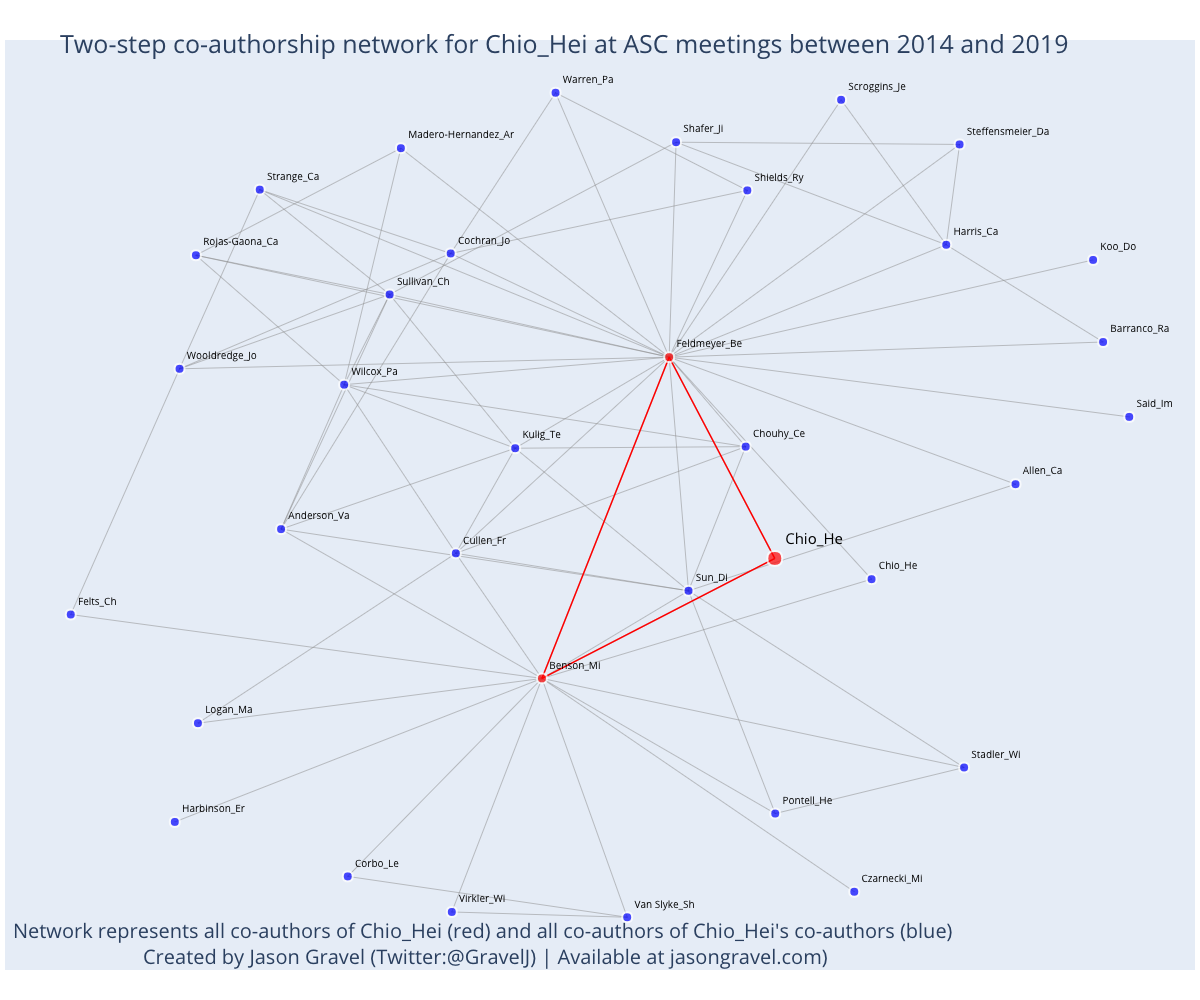 Two-step co-authorship network for Chio_Hei at ASC meetings between 2014 and 2019
Warren_Pa
Scroggins_Je
Shafer_Ji
Madero-Hernandez_Ar
Steffensmeier_Da
Strange_Ca
Shields_Ry
Harris_Ca
Rojas-Gaona_Ca
Cochran_Jo
Koo_Do
Sullivan_Ch
Barranco_Ra
Feldmeyer_Be
Wooldredge_Jo
Wilcox_Pa
Said_Im
Kulig_Te
Chouhy_Ce
Allen_Ca
Anderson_Va
Cullen_Fr
Chio_He
Chio_He
Sun_Di
Felts_Ch
Benson_Mi
Logan_Ma
Stadler_Wi
Harbinson_Er
Pontell_He
Corbo_Le
Czarnecki_Mi
Virkler_Wi
Van Slyke_Sh
Network represents all co-authors of Chio_Hei (red) and all co-authors of Chio_Hei's co-authors (blue)
Created by Jason Gravel (Twitter:@GravelJ) | Available at jasongravel.com)